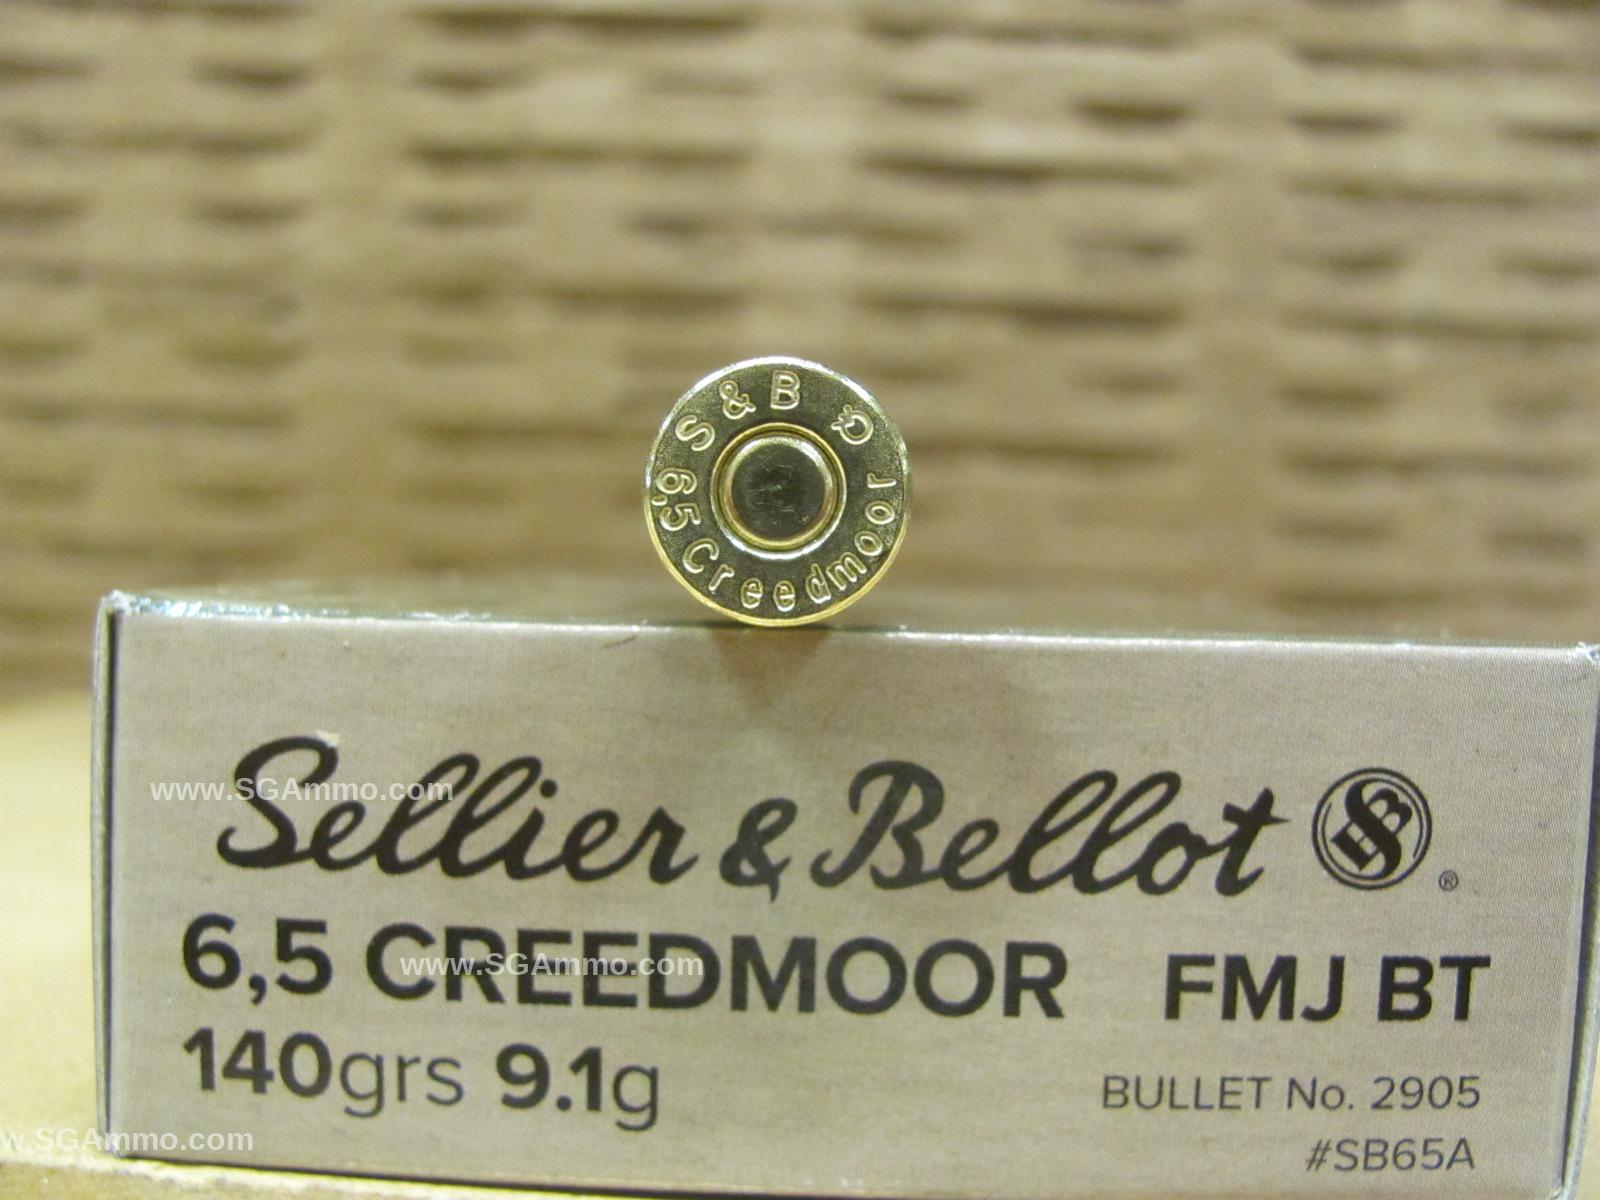 S & B
6,5 Creedmoor
Sellier & Bellot ®
www.SGAmmo.com
6,5 CREEDMOOR FMJ BT
www.SGAmmo.com
140grs 9.1g
BULLET No. 2905
w.SGAmmo.com
#SB65A